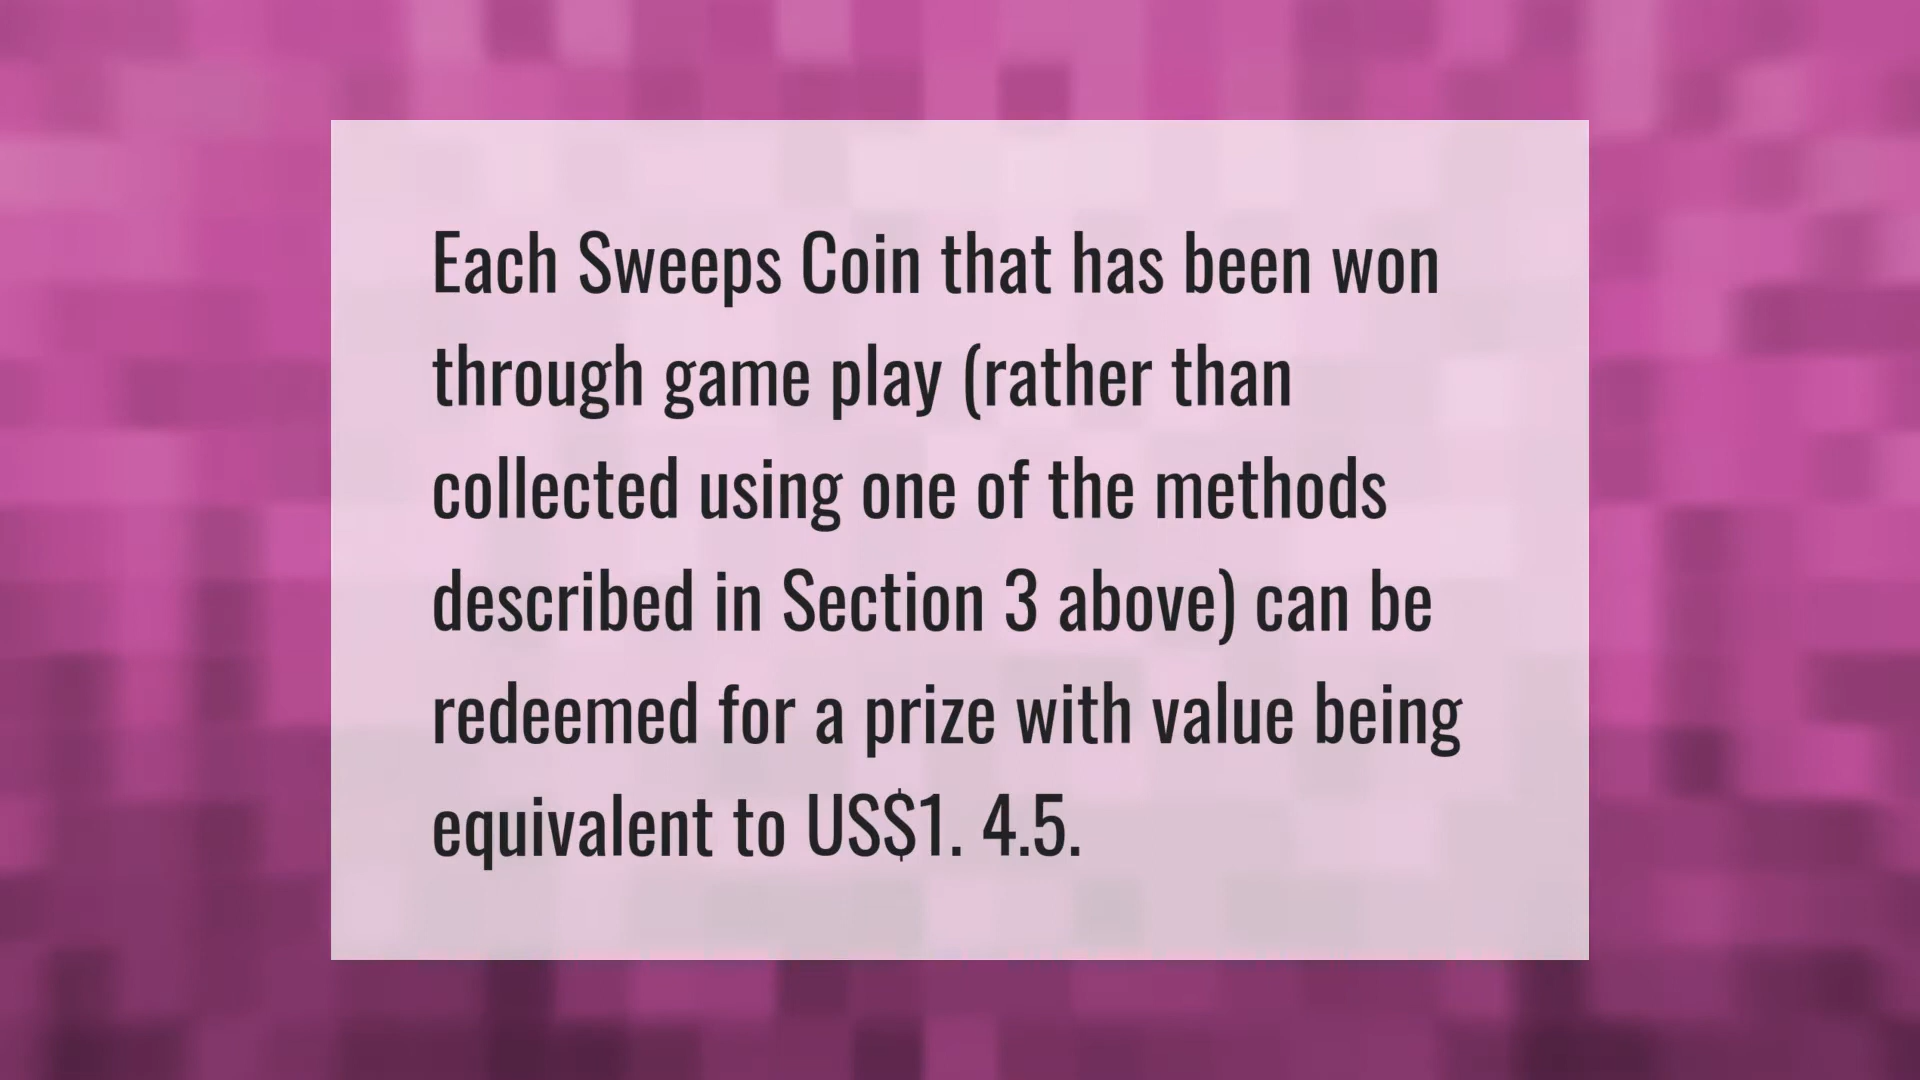 Each Sweeps Coin that has been won
through game play (rather than
collected using one of the methods
described in Section 3 above) can be
redeemed for a prize with value being
equivalent to US$1. 4.5.